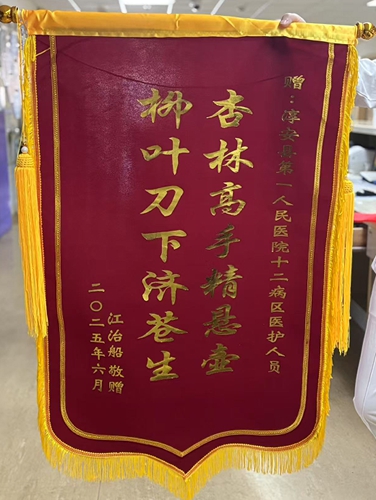 赠：淳安县第一人民医院十二病区医护人员
杏林高手精悬壶
柳叶刀下济苍生
江治船敬赠
二〇二五年六月